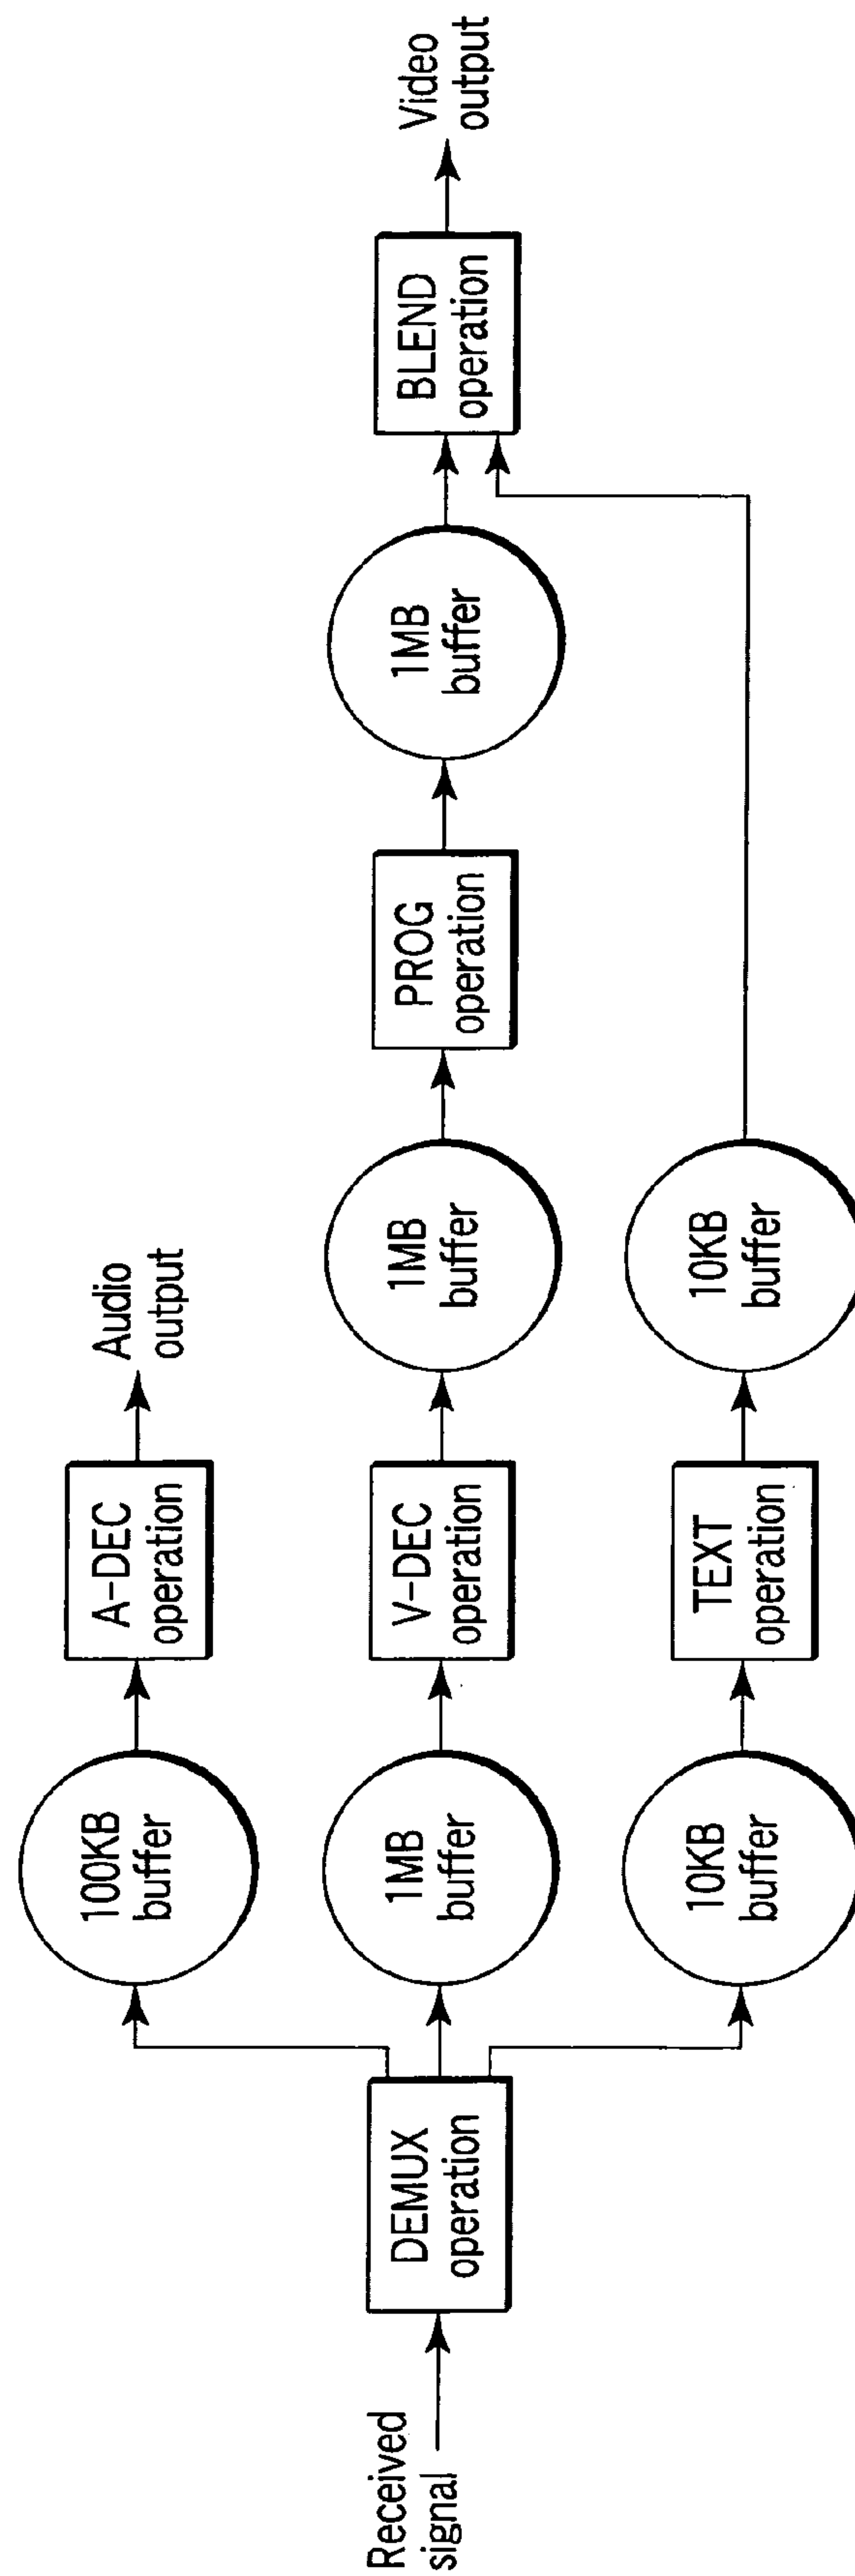 Received
signal
DEMUX
operation
100KB
buffer
A-DEC
operation
Audio
output
1MB
buffer
V-DEC
operation
1MB
buffer
PROG
operation
1MB
buffer
BLEND
operation
Video
output
10KB
buffer
TEXT
operation
10KB
buffer